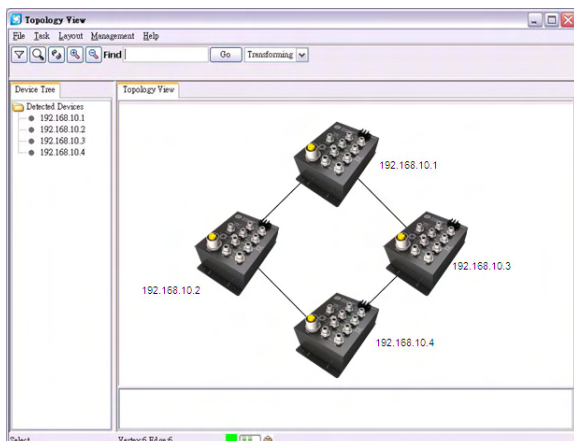 Topology View
File Task Layout Management Help
Find Go Transforming
Device Tree
Topology View
Detected Devices
192.168.10.1
192.168.10.2
192.168.10.3
192.168.10.4
192.168.10.1
192.168.10.3
192.168.10.2
192.168.10.4
Select
Vertex:6 Edge:6